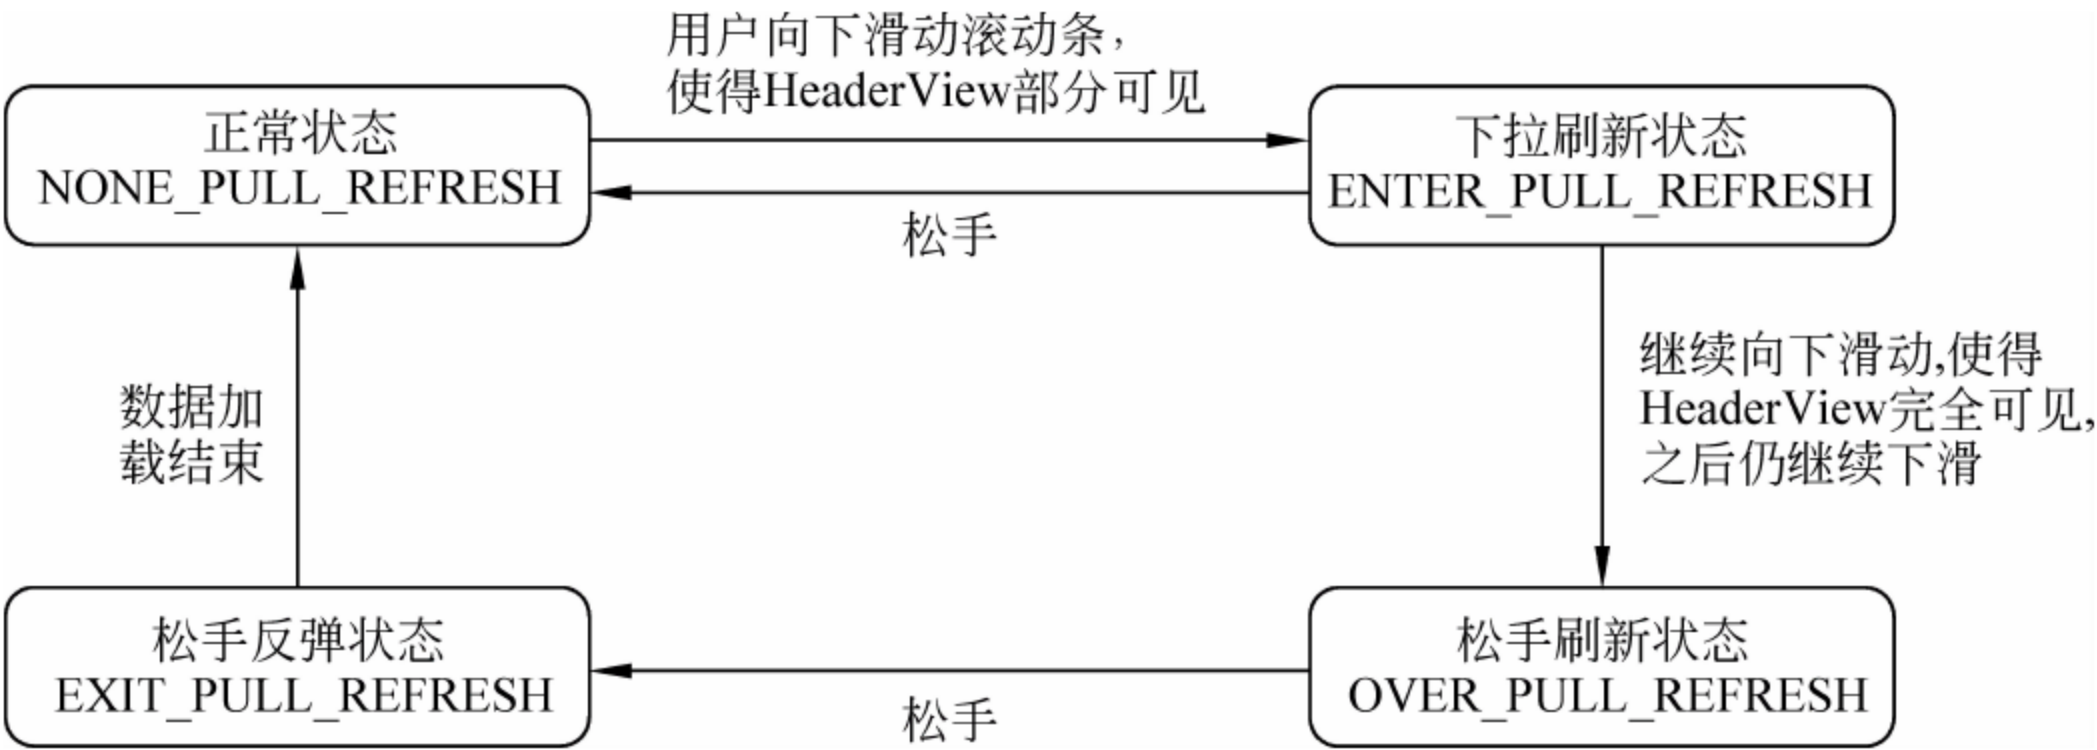 用户向下滑动滚动条，
使得HeaderView部分可见
正常状态
NONE_PULL_REFRESH
下拉刷新状态
ENTER_PULL_REFRESH
松手
数据加
载结束
继续向下滑动,使得
HeaderView完全可见,
之后仍继续下滑
松手反弹状态
EXIT_PULL_REFRESH
松手刷新状态
OVER_PULL_REFRESH
松手